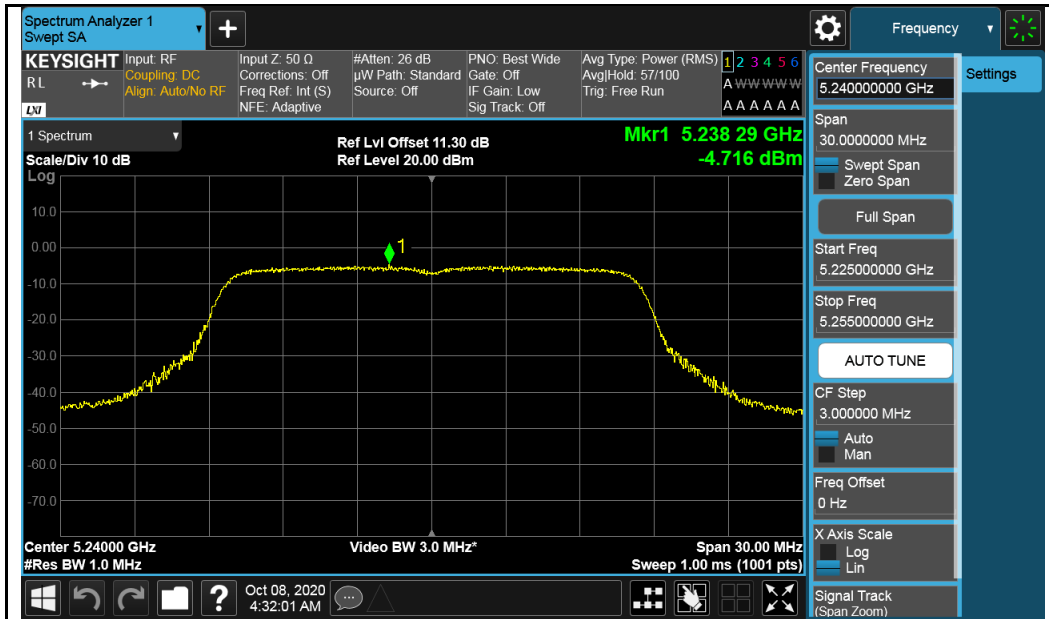 Spectrum Analyzer 1
Swept SA
+
Frequency
KEYSIGHT
RL
LXI
Input: RF
Coupling: DC
Align: Auto/No RF
Input Z: 50 Ω
Corrections: Off
Freq Ref: Int (S)
NFE: Adaptive
#Atten: 26 dB
µW Path: Standard
Source: Off
PNO: Best Wide
Gate: Off
IF Gain: Low
Sig Track: Off
Avg Type: Power (RMS)
Avg|Hold: 57/100
Trig: Free Run
1 2 3 4 5 6
A W W W W W
A A A A A A
1 Spectrum
Scale/Div 10 dB
Log
Ref Lvl Offset 11.30 dB
Ref Level 20.00 dBm
Mkr1 5.238 29 GHz
-4.716 dBm
10.0
0.00
-10.0
-20.0
-30.0
-40.0
-50.0
-60.0
-70.0
1
Center 5.24000 GHz
#Res BW 1.0 MHz
Video BW 3.0 MHz*
Span 30.00 MHz
Sweep 1.00 ms (1001 pts)
Center Frequency
5.240000000 GHz
Span
30.0000000 MHz
Swept Span
Zero Span
Full Span
Start Freq
5.225000000 GHz
Stop Freq
5.255000000 GHz
AUTO TUNE
CF Step
3.000000 MHz
Auto
Man
Freq Offset
0 Hz
X Axis Scale
Log
Lin
Signal Track
(Span Zoom)
Settings
?
Oct 08, 2020
4:32:01 AM